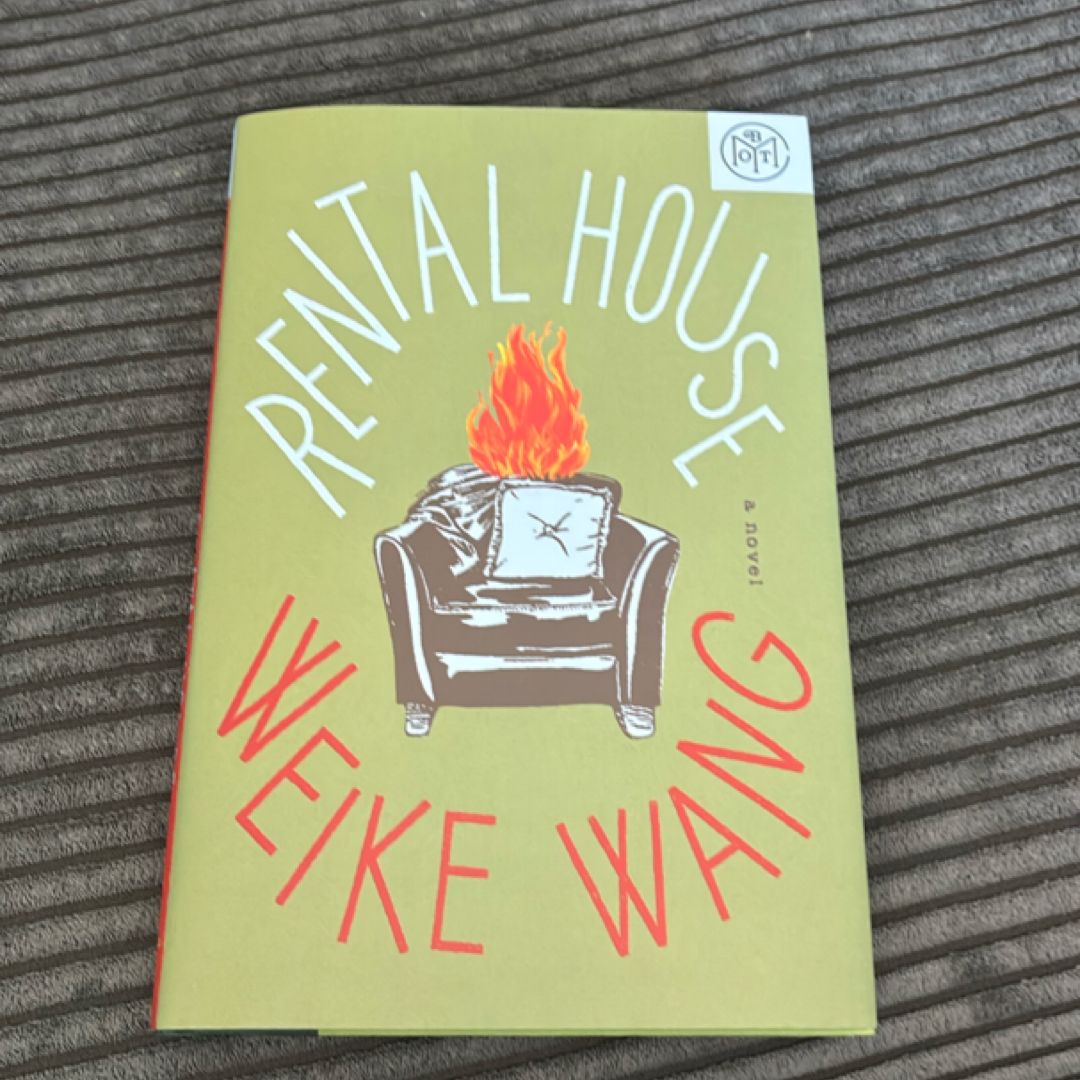 BOTM
RENTAL HOUSE
a novel
WEIKE WANG